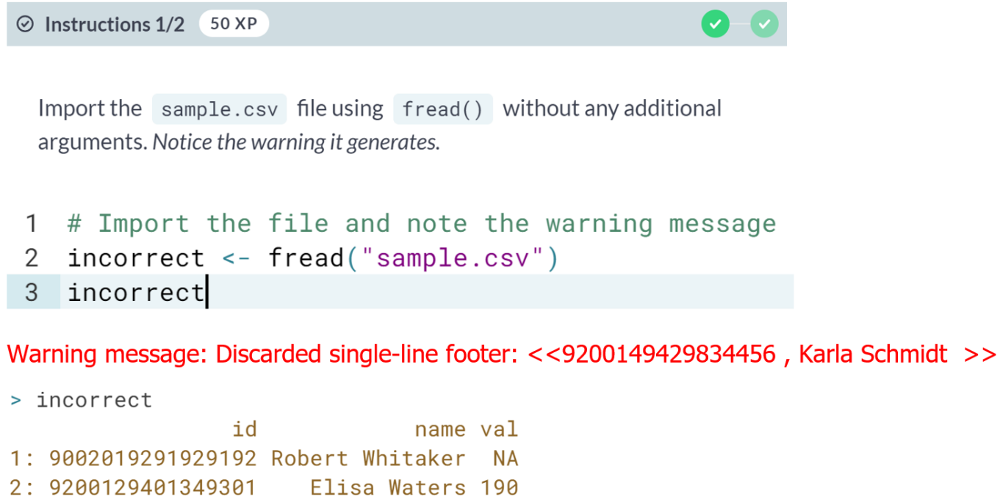 Instructions 1/2 50 XP
Import the sample.csv file using fread() without any additional
arguments. Notice the warning it generates.
1 # Import the file and note the warning message
2 incorrect <- fread("sample.csv")
3 incorrect
Warning message: Discarded single-line footer: <<9200149429834456 , Karla Schmidt >>
> incorrect
id name val
1: 9002019291929192 Robert Whitaker NA
2: 9200129401349301 Elisa Waters 190